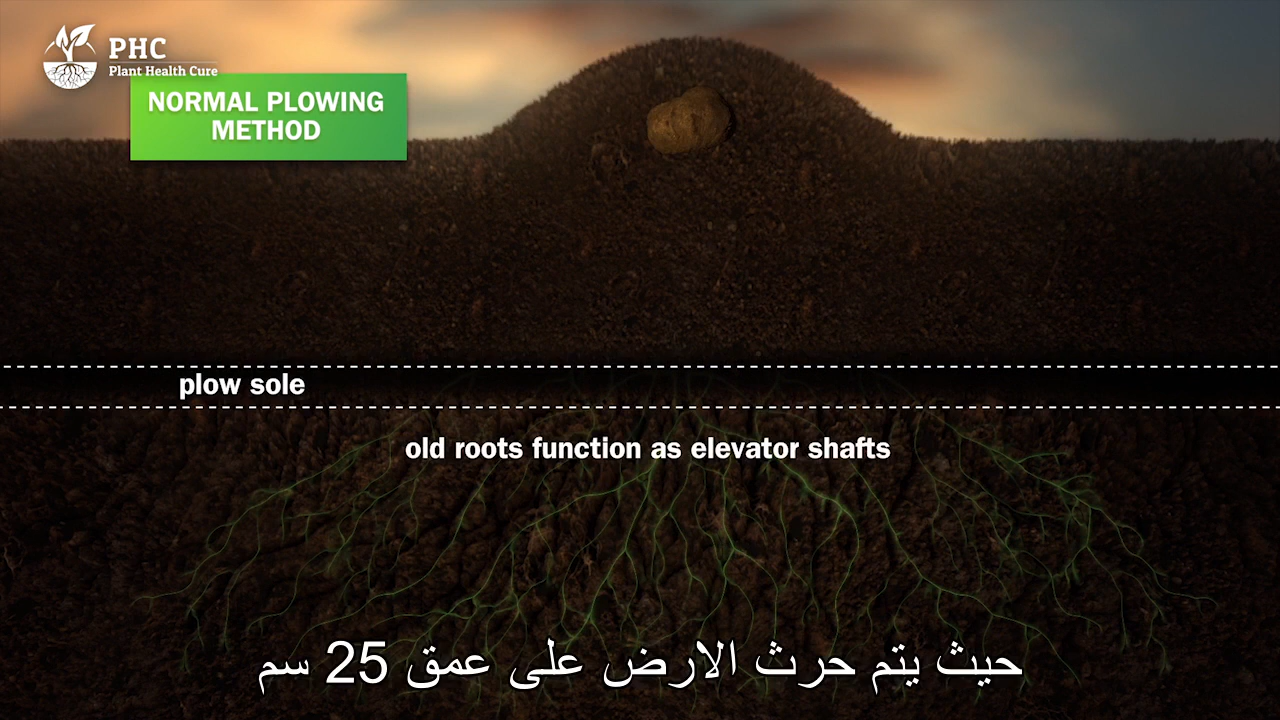 PHC
Plant Health Cure
NORMAL PLOWING
METHOD
plow sole
old roots function as elevator shafts
حيث يتم حرث الارض على عمق 25 سم